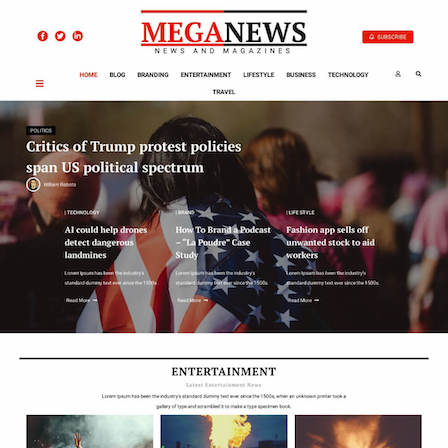 MEGANEWS
NEWS AND MAGAZINES
SUBSCRIBE
HOME BLOG BRANDING ENTERTAINMENT LIFESTYLE BUSINESS TECHNOLOGY
TRAVEL
POLITICS
Critics of Trump protest policies
span US political spectrum
William Roberts
| TECHNOLOGY
AI could help drones
detect dangerous
landmines
Lorem Ipsum has been the industry's
standard dummy text ever since the 1500s.
Read More
| BRAND
How To Brand a Podcast
– "La Poudre" Case
Study
Lorem Ipsum has been the industry's
standard dummy text ever since the 1500s.
Read More
| LIFE STYLE
Fashion app sells off
unwanted stock to aid
workers
Lorem Ipsum has been the industry's
standard dummy text ever since the 1500s.
Read More
ENTERTAINMENT
Latest Entertainment News
Lorem Ipsum has been the industry's standard dummy text ever since the 1500s, when an unknown printer took a
gallery of type and scrambled it to make a type specimen book.